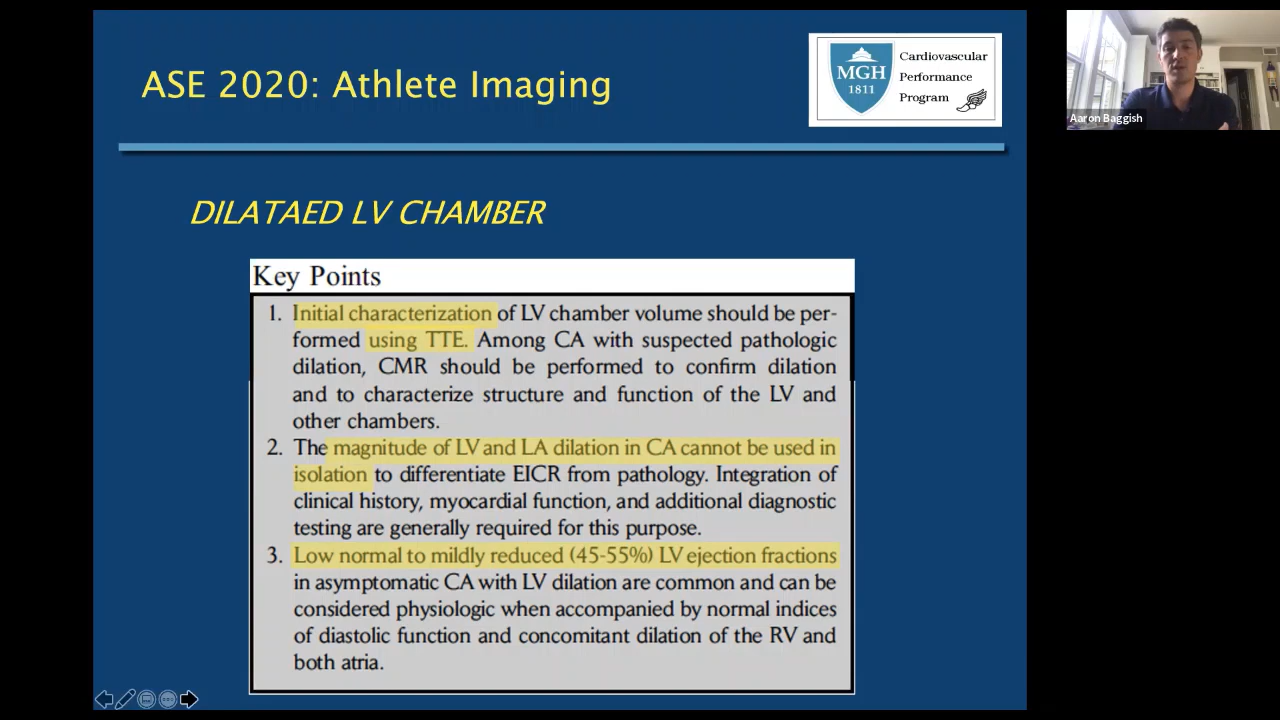 ASE 2020: Athlete Imaging
MGH
1811
Cardiovascular
Performance
Program
Aaron Baggish
DILATAED LV CHAMBER
Key Points
1. Initial characterization of LV chamber volume should be per-
formed using TTE. Among CA with suspected pathologic
dilation, CMR should be performed to confirm dilation
and to characterize structure and function of the LV and
other chambers.
2. The magnitude of LV and LA dilation in CA cannot be used in
isolation to differentiate EICR from pathology. Integration of
clinical history, myocardial function, and additional diagnostic
testing are generally required for this purpose.
3. Low normal to mildly reduced (45-55%) LV ejection fractions
in asymptomatic CA with LV dilation are common and can be
considered physiologic when accompanied by normal indices
of diastolic function and concomitant dilation of the RV and
both atria.